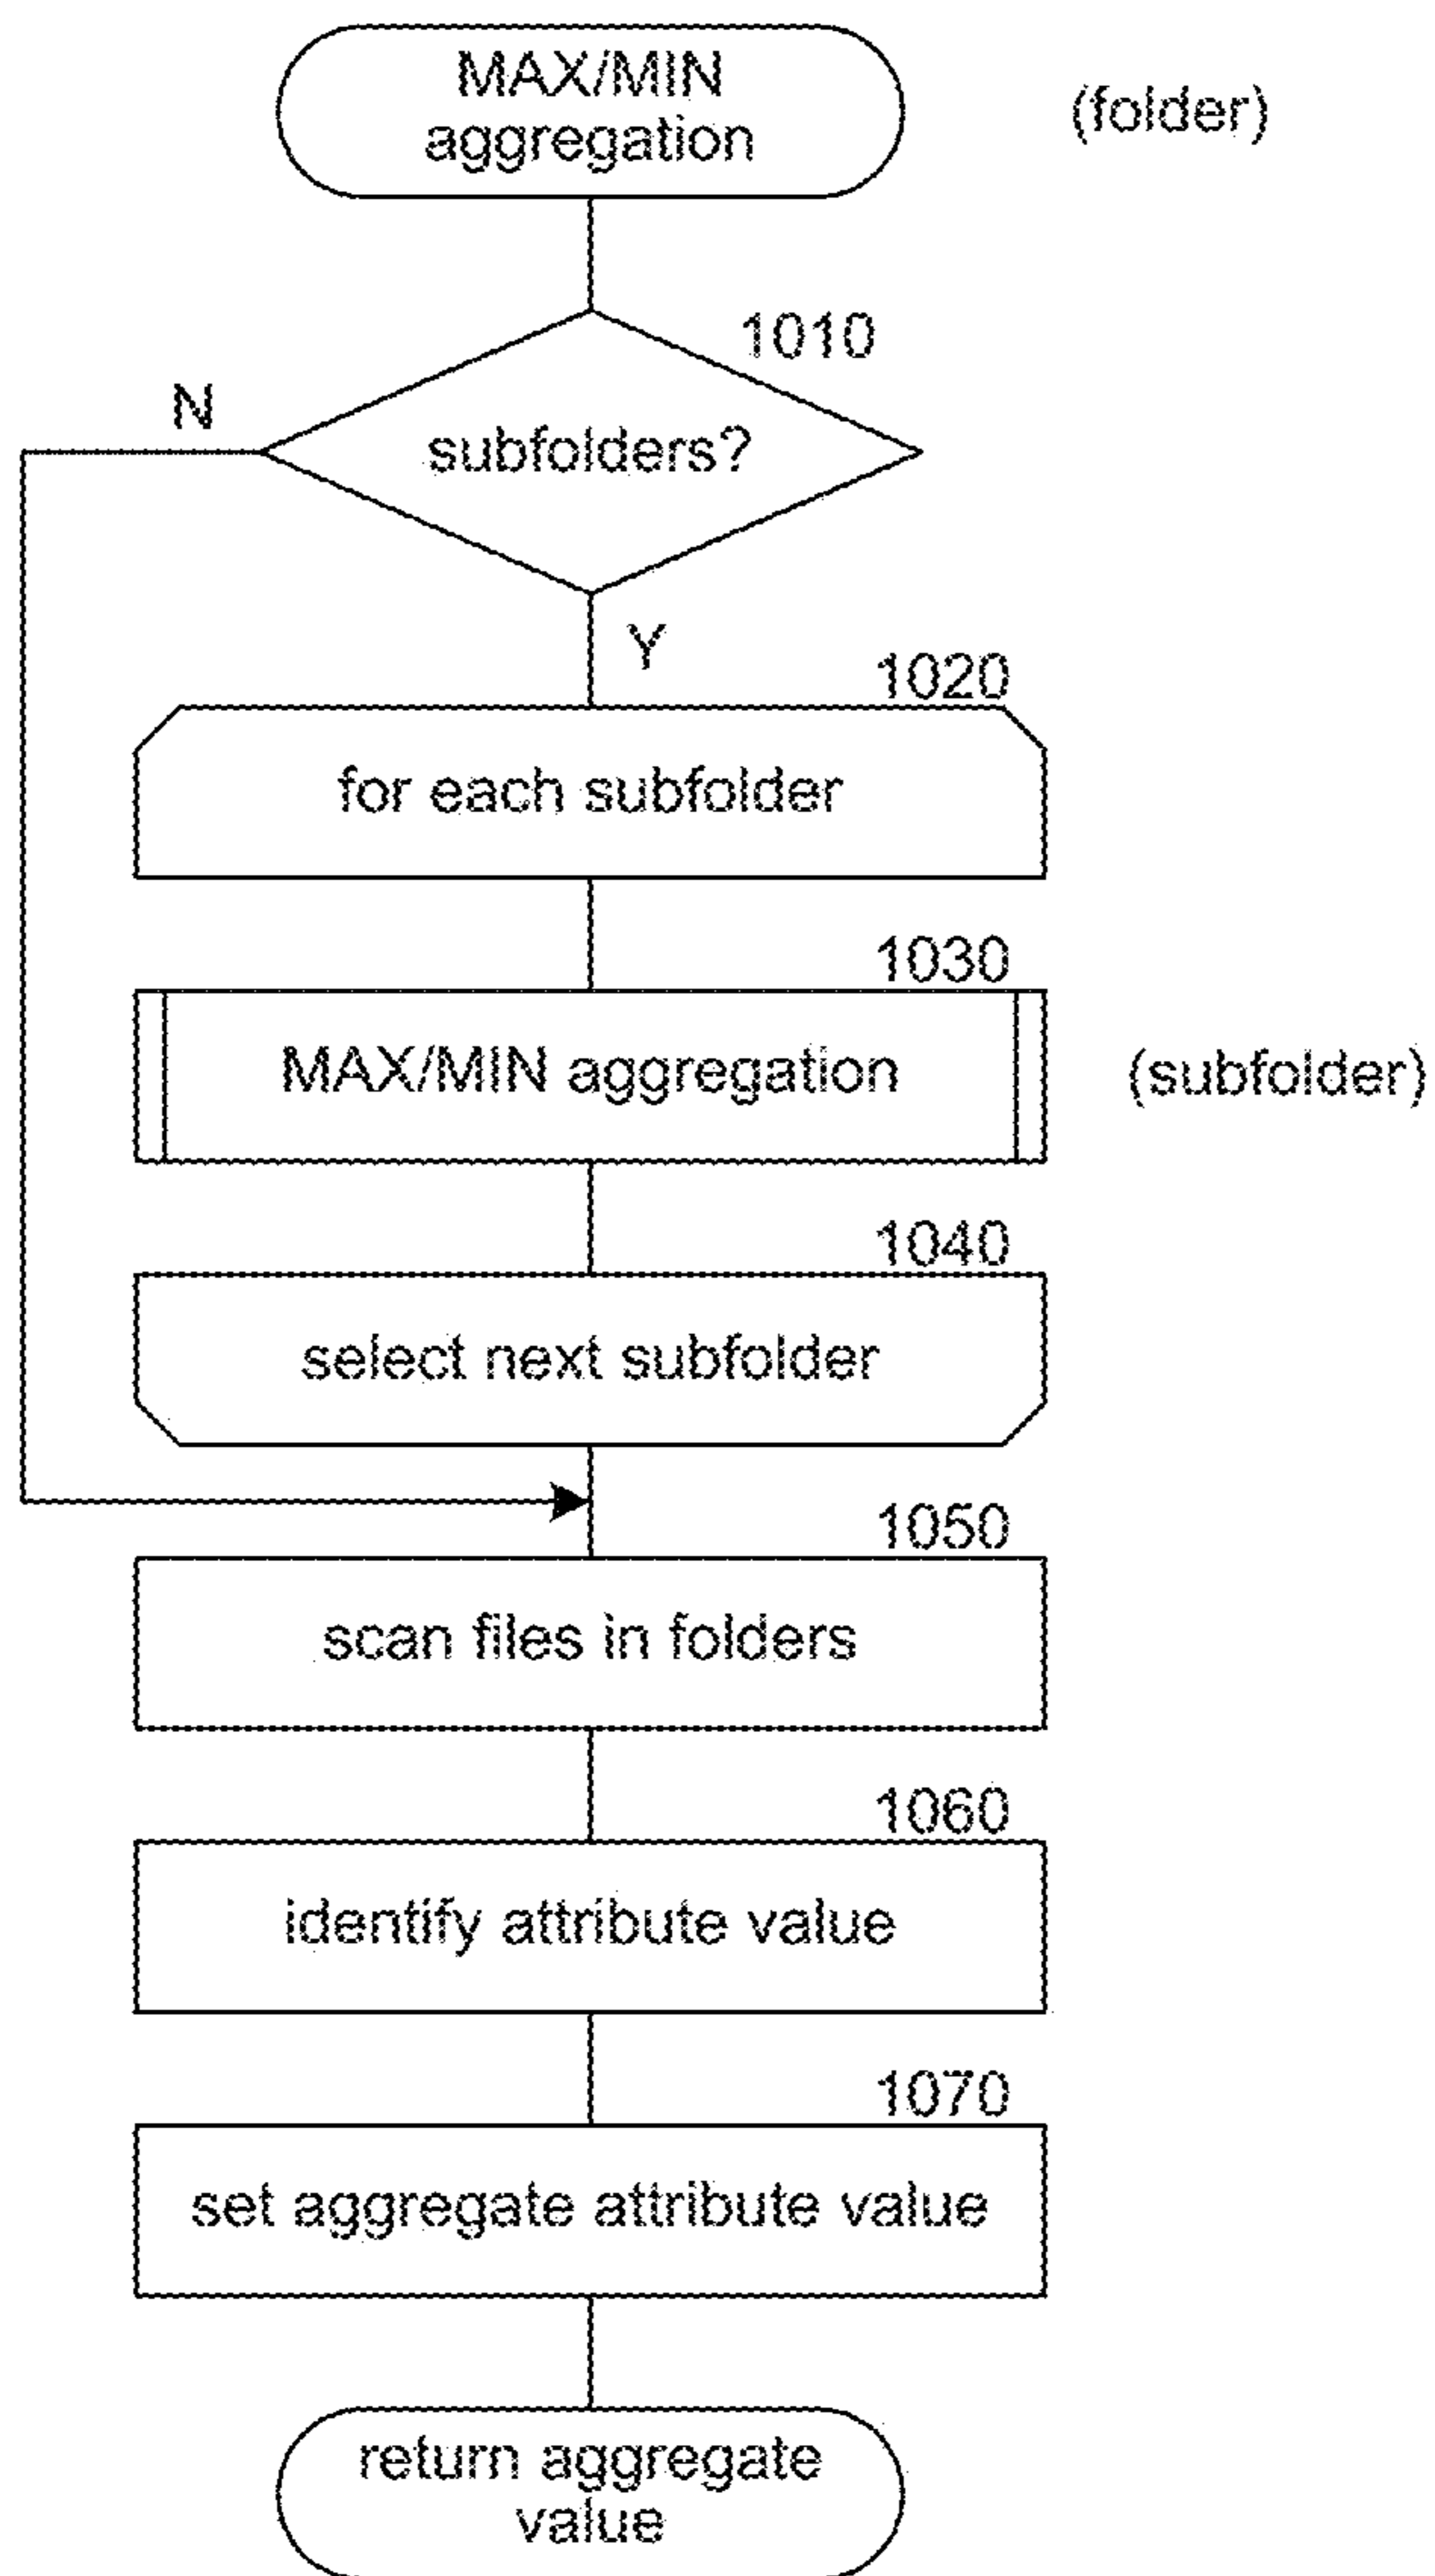 MAX/MIN
aggregation
(folder)
1010
N
subfolders?
Y
1020
for each subfolder
1030
MAX/MIN aggregation
(subfolder)
1040
select next subfolder
1050
scan files in folders
1060
identify attribute value
1070
set aggregate attribute value
return aggregate
value